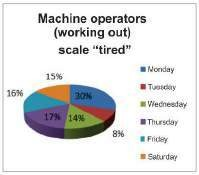 Machine operators
(working out)
scale “tired”
15%
30%
16%
17%
14%
8%
Monday
Tuesday
Wednesday
Thursday
Friday
Saturday